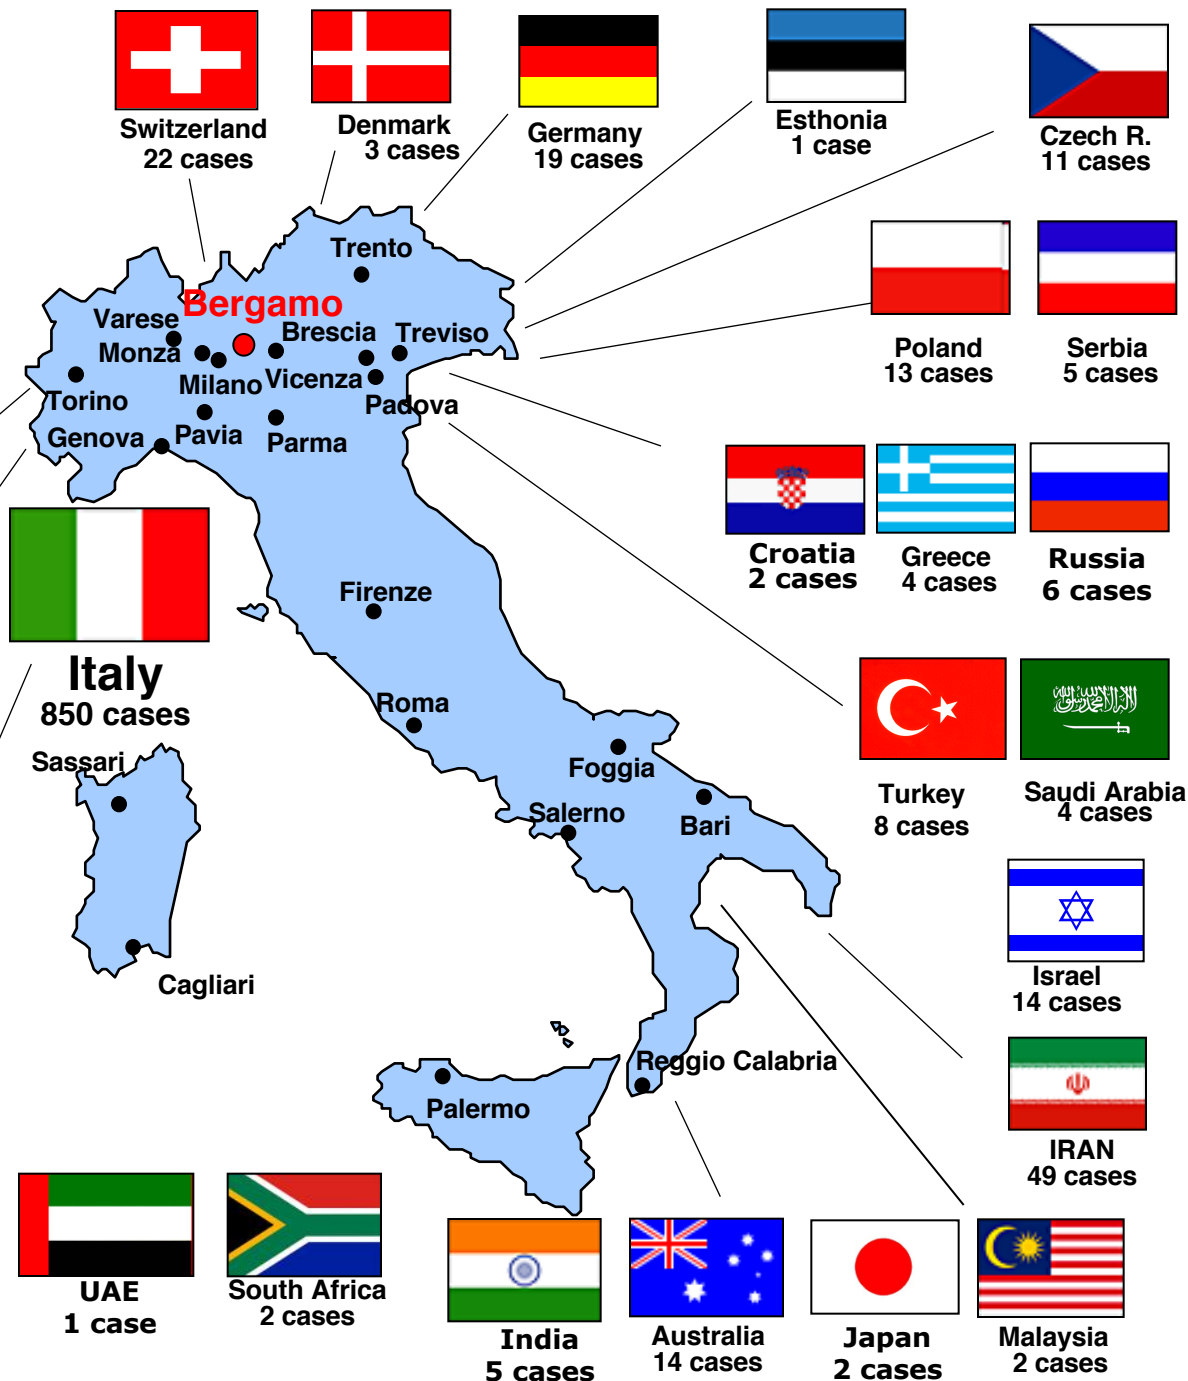 Switzerland
22 cases
Denmark
3 cases
Germany
19 cases
Esthonia
1 case
Czech R.
11 cases
Poland
13 cases
Serbia
5 cases
Trento
Bergamo
Varese
Brescia
Treviso
Monza
Milano
Vicenza
Torino
Padova
Genova
Pavia
Parma
Croatia
2 cases
Greece
4 cases
Russia
6 cases
Firenze
Italy
850 cases
Roma
Sassari
Foggia
Turkey
8 cases
Saudi Arabia
4 cases
Salerno
Bari
Israel
14 cases
Cagliari
Reggio Calabria
Palermo
IRAN
49 cases
UAE
1 case
South Africa
2 cases
India
5 cases
Australia
14 cases
Japan
2 cases
Malaysia
2 cases